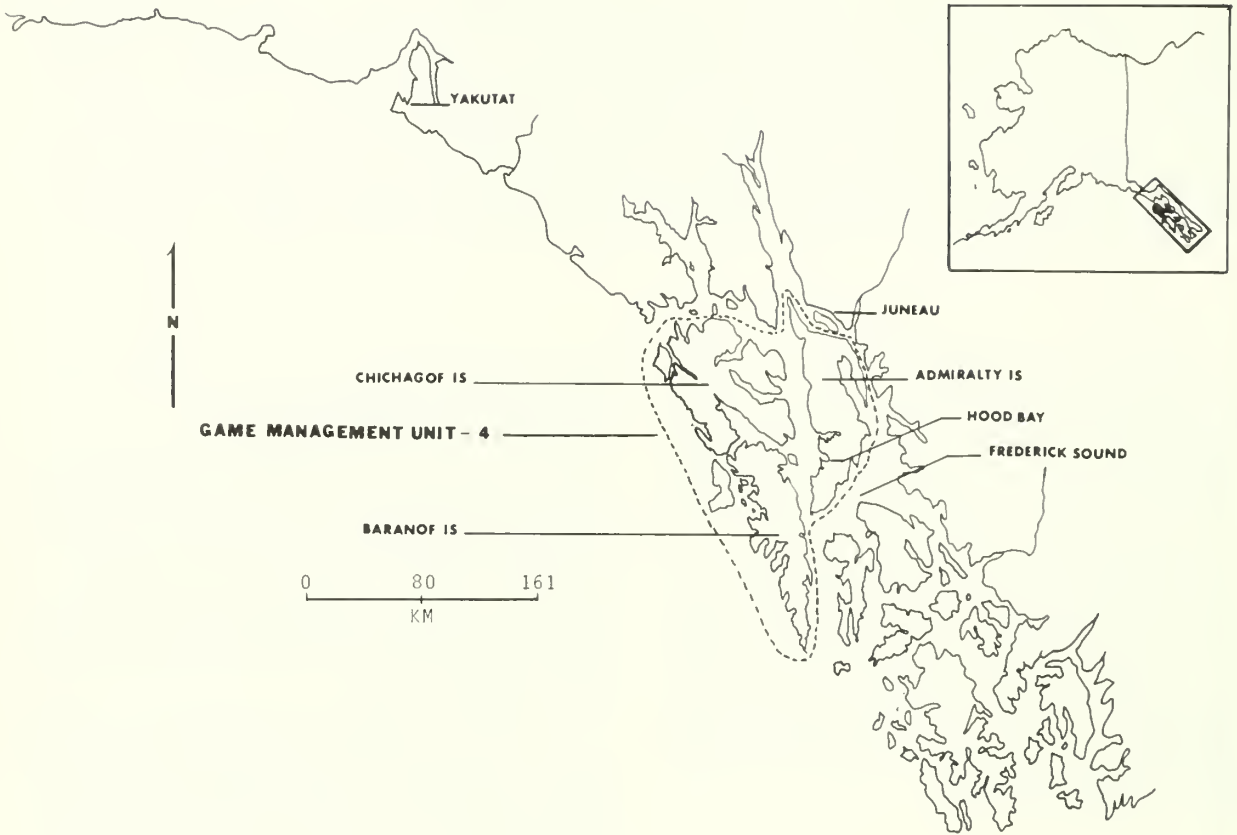 YAKUTAT
N
JUNEAU
CHICHAGOF IS
ADMIRALTY IS
HOOD BAY
GAME MANAGEMENT UNIT - 4
FREDERICK SOUND
BARANOF IS
0 80 161
KM